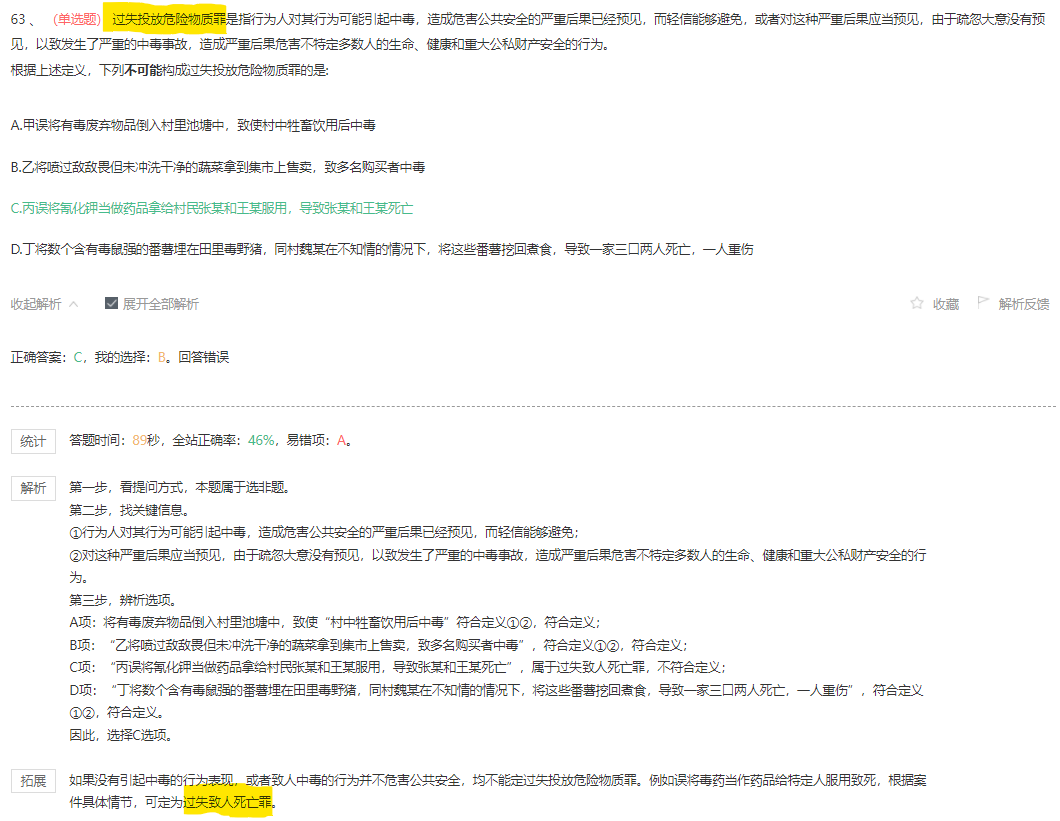 63 、 （单选题） 过失投放危险物质罪是指行为人对其行为可能引起中毒，造成危害公共安全的严重后果已经预见，而轻信能够避免，或者对这种严重后果应当预见，由于疏忽大意没有预
见，以致发生了严重的中毒事故，造成严重后果危害不特定多数人的生命、健康和重大公私财产安全的行为。
根据上述定义，下列不可能构成过失投放危险物质罪的是:
A.甲误将有毒废弃物品倒入村里池塘中，致使村中牲畜饮用后中毒
B.乙将喷过敌敌畏但未冲洗干净的蔬菜拿到集市上售卖，致多名购买者中毒
C.丙误将氰化钾当做药品拿给村民张某和王某服用，导致张某和王某死亡
D.丁将数个含有毒鼠强的番薯埋在田里毒野猪，同村魏某在不知情的情况下，将这些番薯挖回煮食，导致一家三口两人死亡，一人重伤
收起解析 展开全部解析 收藏 解析反馈
正确答案：C，我的选择：B。回答错误
统计 答题时间：89秒，全站正确率：46%，易错项：A。
解析 第一步，看提问方式，本题属于选非题。
第二步，找关键信息。
①行为人对其行为可能引起中毒，造成危害公共安全的严重后果已经预见，而轻信能够避免；
②对这种严重后果应当预见，由于疏忽大意没有预见，以致发生了严重的中毒事故，造成严重后果危害不特定多数人的生命、健康和重大公私财产安全的行
为。
第三步，辨析选项。
A项：将有毒废弃物品倒入村里池塘中，致使“村中牲畜饮用后中毒”符合定义①②，符合定义；
B项：“乙将喷过敌敌畏但未冲洗干净的蔬菜拿到集市上售卖，致多名购买者中毒”，符合定义①②，符合定义；
C项：“丙误将氰化钾当做药品拿给村民张某和王某服用，导致张某和王某死亡”，属于过失致人死亡罪，不符合定义；
D项：“丁将数个含有毒鼠强的番薯埋在田里毒野猪，同村魏某在不知情的情况下，将这些番薯挖回煮食，导致一家三口两人死亡，一人重伤”，符合定义
①②，符合定义。
因此，选择C选项。
拓展 如果没有引起中毒的行为表现，或者致人中毒的行为并不危害公共安全，均不能定过失投放危险物质罪。例如误将毒药当作药品给特定人服用致死，根据案
件具体情节，可定为过失致人死亡罪。